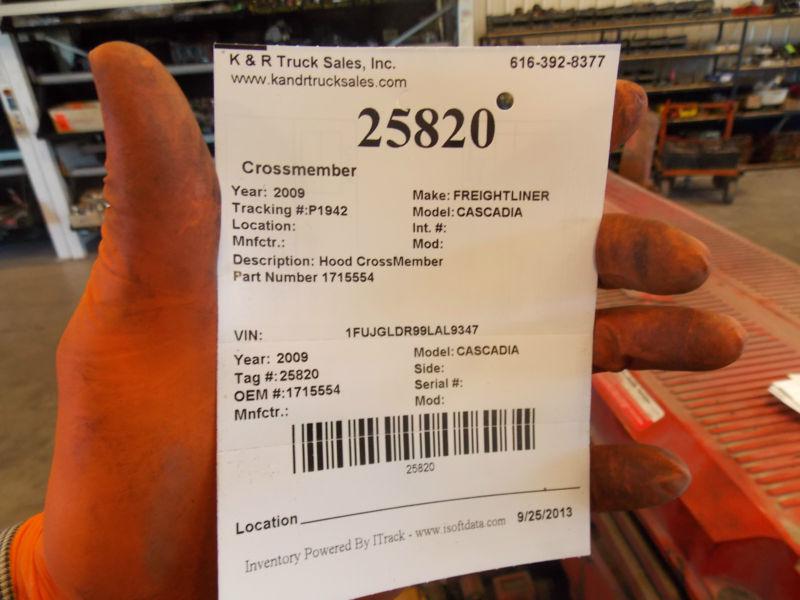 K & R Truck Sales, Inc. 616-392-8377
www.kandrtrucksales.com
25820
Crossmember
Year: 2009 Make: FREIGHTLINER
Tracking #:P1942 Model: CASCADIA
Location: Int. #:
Mnfctr.: Mod:
Description: Hood CrossMember
Part Number 1715554
VIN: 1FUJGLDR99LAL9347
Year: 2009 Model: CASCADIA
Tag #:25820 Side:
OEM #:1715554 Serial #:
Mnfctr.: Mod:
25820
Location
Inventory Powered By ITrack - www.isoftdata.com 9/25/2013